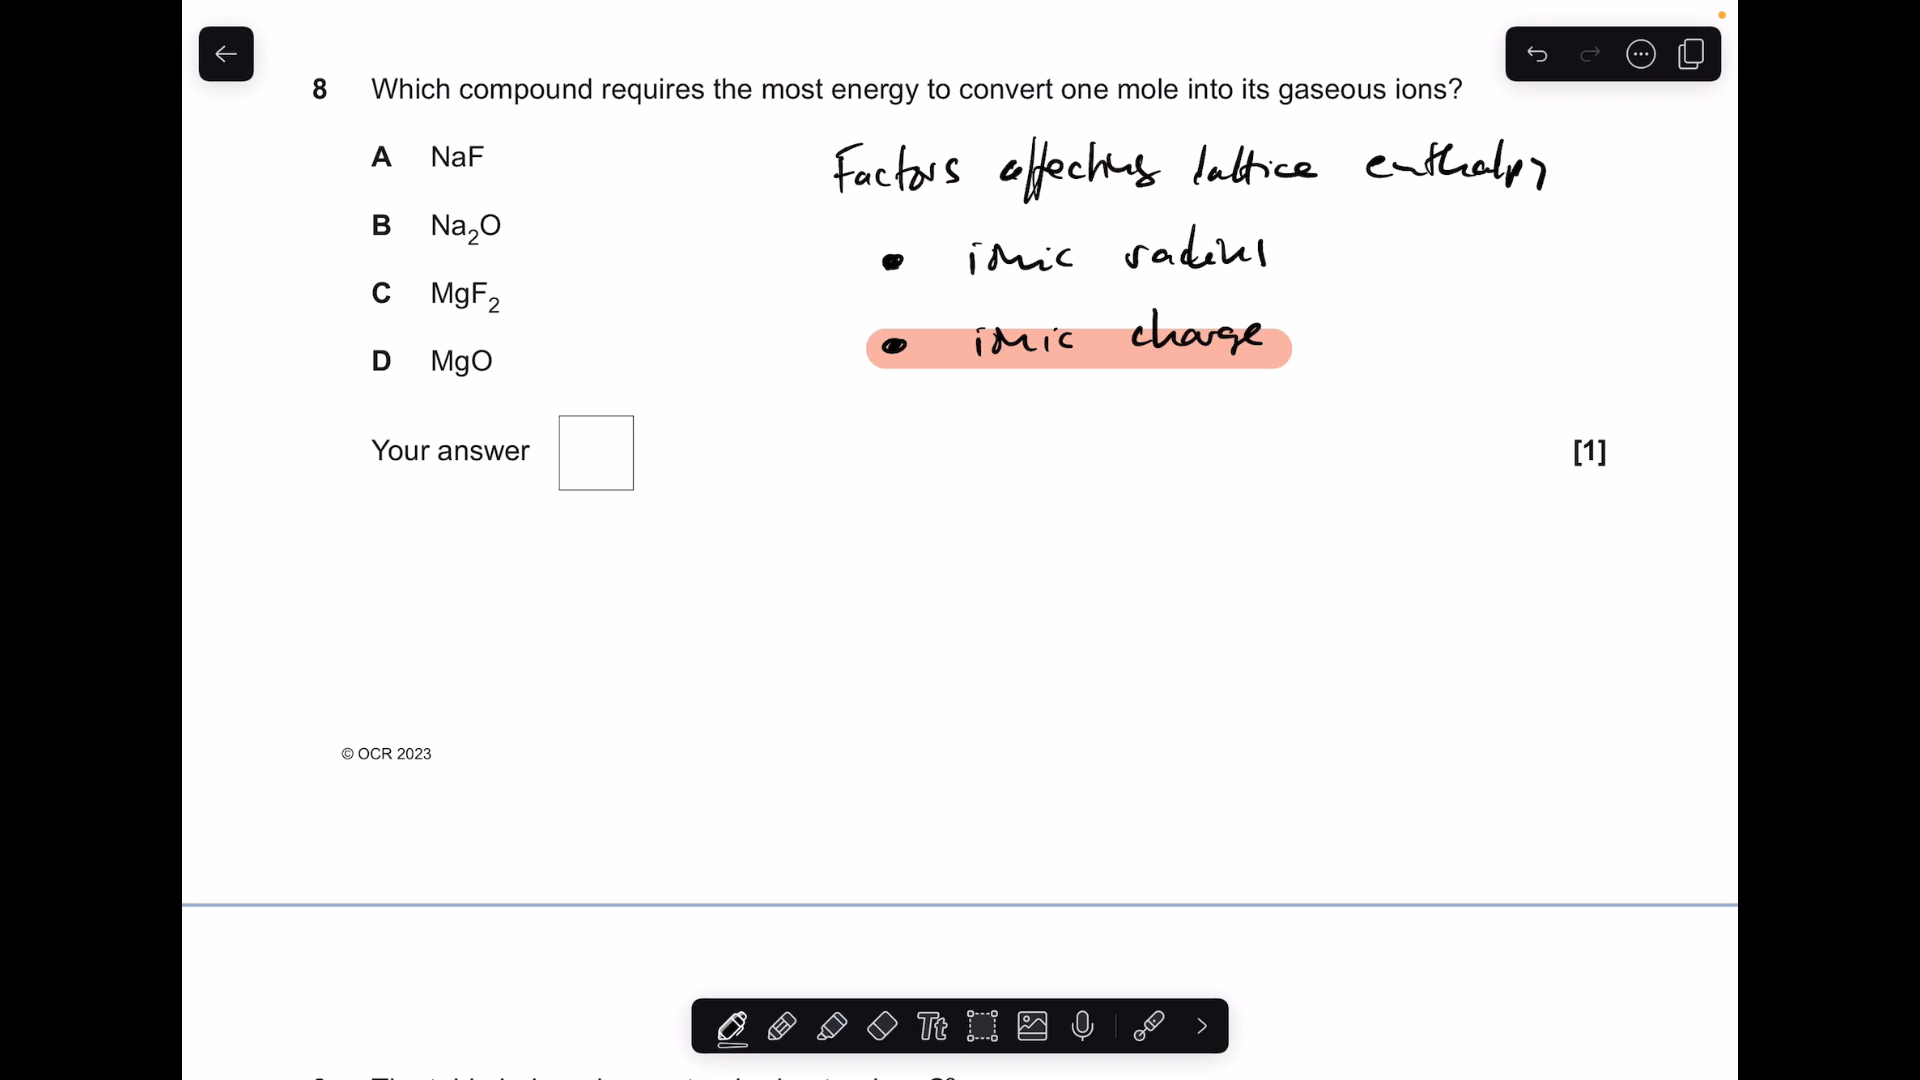 8 Which compound requires the most energy to convert one mole into its gaseous ions?
A NaF
B Na₂O
C MgF₂
D MgO
Factors affecting lattice enthalpy
• ionic radius
• ionic charge
Your answer
[1]
© OCR 2023
Tt